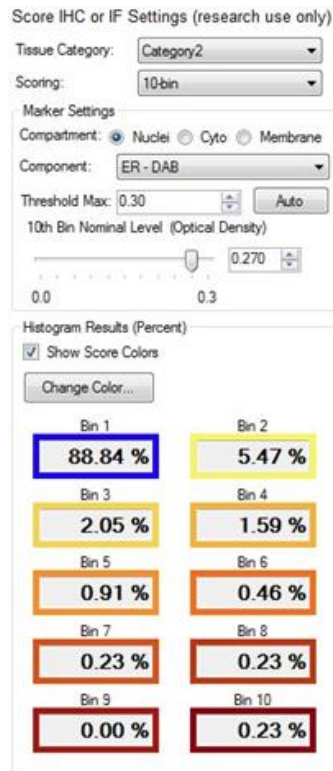 Score IHC or IF Settings (research use only)
Tissue Category: Category2
Scoring: 10-bin
Marker Settings
Compartment: Nuclei Cyto Membrane
Component: ER - DAB
Threshold Max: 0.30 Auto
10th Bin Nominal Level (Optical Density)
0.270
0.0 0.3
Histogram Results (Percent)
Show Score Colors
Change Color...
Bin 1 Bin 2
88.84 % 5.47 %
Bin 3 Bin 4
2.05 % 1.59 %
Bin 5 Bin 6
0.91 % 0.46 %
Bin 7 Bin 8
0.23 % 0.23 %
Bin 9 Bin 10
0.00 % 0.23 %